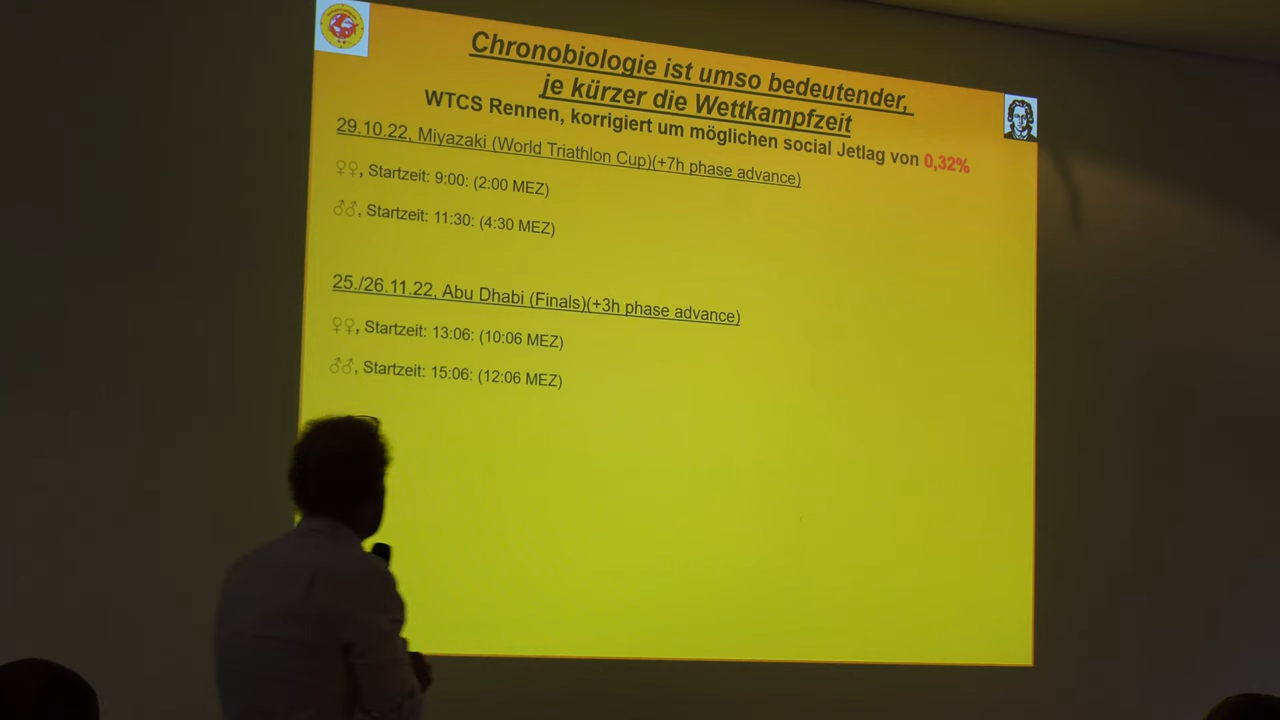 Chronobiologie ist umso bedeutender,
je kürzer die Wettkampfzeit
WTCS Rennen, korrigiert um möglichen social Jetlag von 0,32%
29.10.22, Miyazaki (World Triathlon Cup)(+7h phase advance)
♀♀, Startzeit: 9:00: (2:00 MEZ)
♂♂, Startzeit: 11:30: (4:30 MEZ)
25./26.11.22, Abu Dhabi (Finals)(+3h phase advance)
♀♀, Startzeit: 13:06: (10:06 MEZ)
♂♂, Startzeit: 15:06: (12:06 MEZ)